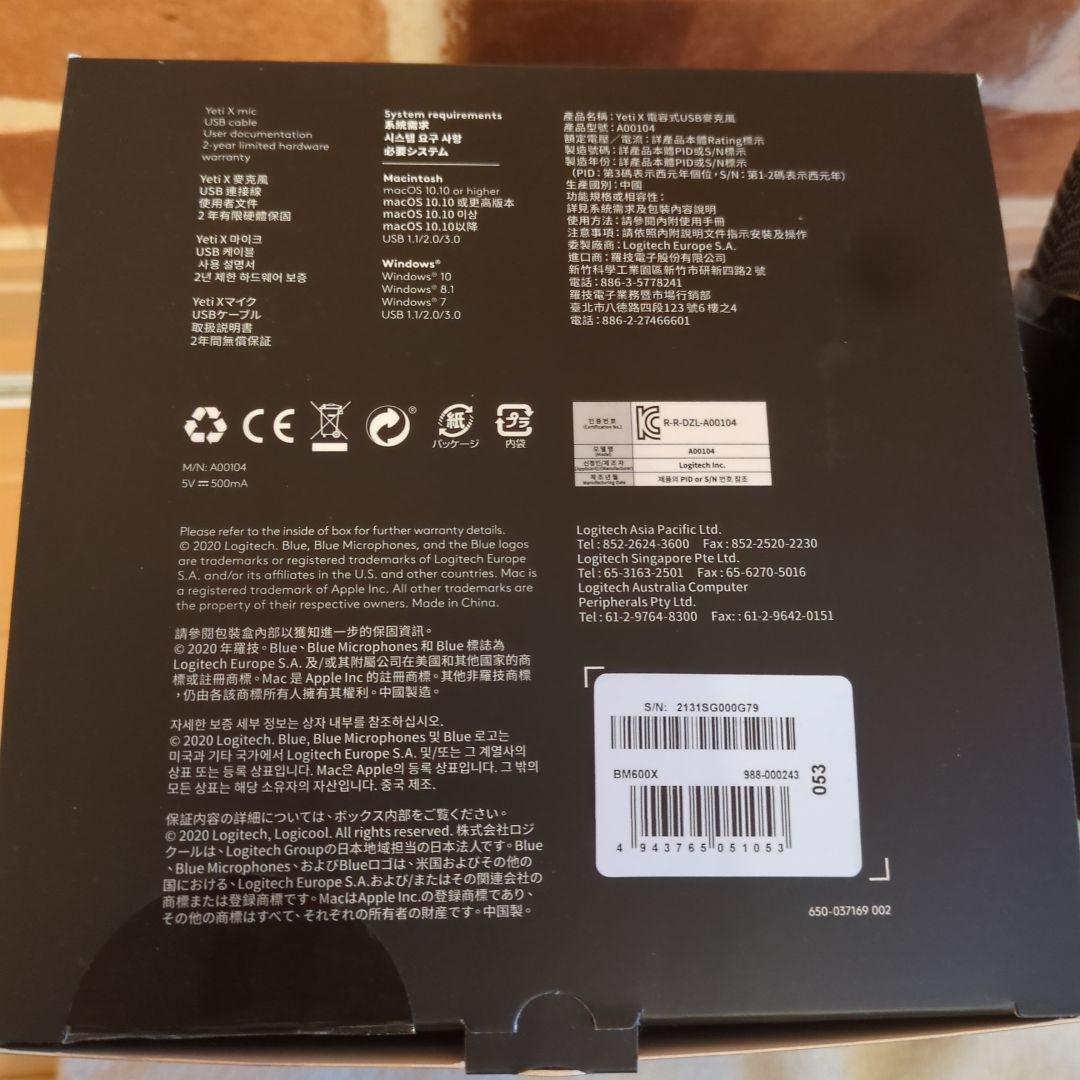 Yeti X mic
USB cable
User documentation
2-year limited hardware
warranty
Yeti X 麥克風
USB 連接線
使用者文件
2 年有限硬體保固
Yeti X 마이크
USB 케이블
사용 설명서
2년 제한 하드웨어 보증
Yeti Xマイク
USBケーブル
取扱説明書
2年間無償保証
System requirements
系統需求
시스템 요구 사항
必要システム
Macintosh
macOS 10.10 or higher
macOS 10.10 或更高版本
macOS 10.10 이상
macOS 10.10以降
USB 1.1/2.0/3.0
Windows®
Windows® 10
Windows® 8.1
Windows® 7
USB 1.1/2.0/3.0
產品名稱：Yeti X 電容式USB麥克風
產品型號：A00104
額定電壓／電流：詳產品本體Rating標示
製造號碼：詳產品本體PID或S/N標示
製造年份：詳產品本體PID或S/N標示
（PID：第3碼表示西元年個位，S/N：第1-2碼表示西元年）
生產國別：中國
功能規格或相容性：
詳見系統需求及包裝內容說明
使用方法：請參閱內附使用手冊
注意事項：請依照內附說明文件指示安裝及操作
委製廠商：Logitech Europe S.A.
進口商：羅技電子股份有限公司
新竹科學工業園區新竹市研新四路2 號
電話：886-3-5778241
羅技電子業務暨市場行銷部
臺北市八德路四段123 號6 樓之4
電話：886-2-27466601
CE
®
紙
パッケージ
プラ
内袋
M/N: A00104
5V ⎓ 500mA
인증번호
(Certification No.)
R-R-DZL-A00104
모델명
(Model)
A00104
신청인/제조자
(Applicant)/(Manufacturer)
Logitech Inc.
제조년월
Manufacturing Date
제품의 PID or S/N 번호 참조
Please refer to the inside of box for further warranty details.
© 2020 Logitech. Blue, Blue Microphones, and the Blue logos
are trademarks or registered trademarks of Logitech Europe
S.A. and/or its affiliates in the U.S. and other countries. Mac is
a registered trademark of Apple Inc. All other trademarks are
the property of their respective owners. Made in China.
請參閱包裝盒內部以獲知進一步的保固資訊。
© 2020 年羅技。Blue、Blue Microphones 和 Blue 標誌為
Logitech Europe S.A. 及/或其附屬公司在美國和其他國家的商
標或註冊商標。Mac 是 Apple Inc 的註冊商標。其他非羅技商標
，仍由各該商標所有人擁有其權利。中國製造。
자세한 보증 세부 정보는 상자 내부를 참조하십시오.
© 2020 Logitech. Blue, Blue Microphones 및 Blue 로고는
미국과 기타 국가에서 Logitech Europe S.A. 및/또는 그 계열사의
상표 또는 등록 상표입니다. Mac은 Apple의 등록 상표입니다. 그 밖의
모든 상표는 해당 소유자의 자산입니다. 중국 제조.
保証内容の詳細については、ボックス内部をご覧ください。
© 2020 Logitech, Logicool. All rights reserved. 株式会社ロジ
クールは、Logitech Groupの日本地域担当の日本法人です。Blue
、Blue Microphones、およびBlueロゴは、米国およびその他の
国における、Logitech Europe S.A.および/またはその関連会社の
商標または登録商標です。MacはApple Inc.の登録商標であり、
その他の商標はすべて、それぞれの所有者の財産です。中国製。
Logitech Asia Pacific Ltd.
Tel : 852-2624-3600 Fax : 852-2520-2230
Logitech Singapore Pte Ltd.
Tel : 65-3163-2501 Fax : 65-6270-5016
Logitech Australia Computer
Peripherals Pty Ltd.
Tel : 61-2-9764-8300 Fax: : 61-2-9642-0151
S/N: 2131SG000G79
BM600X 988-000243
053
4 943765 051053
650-037169 002